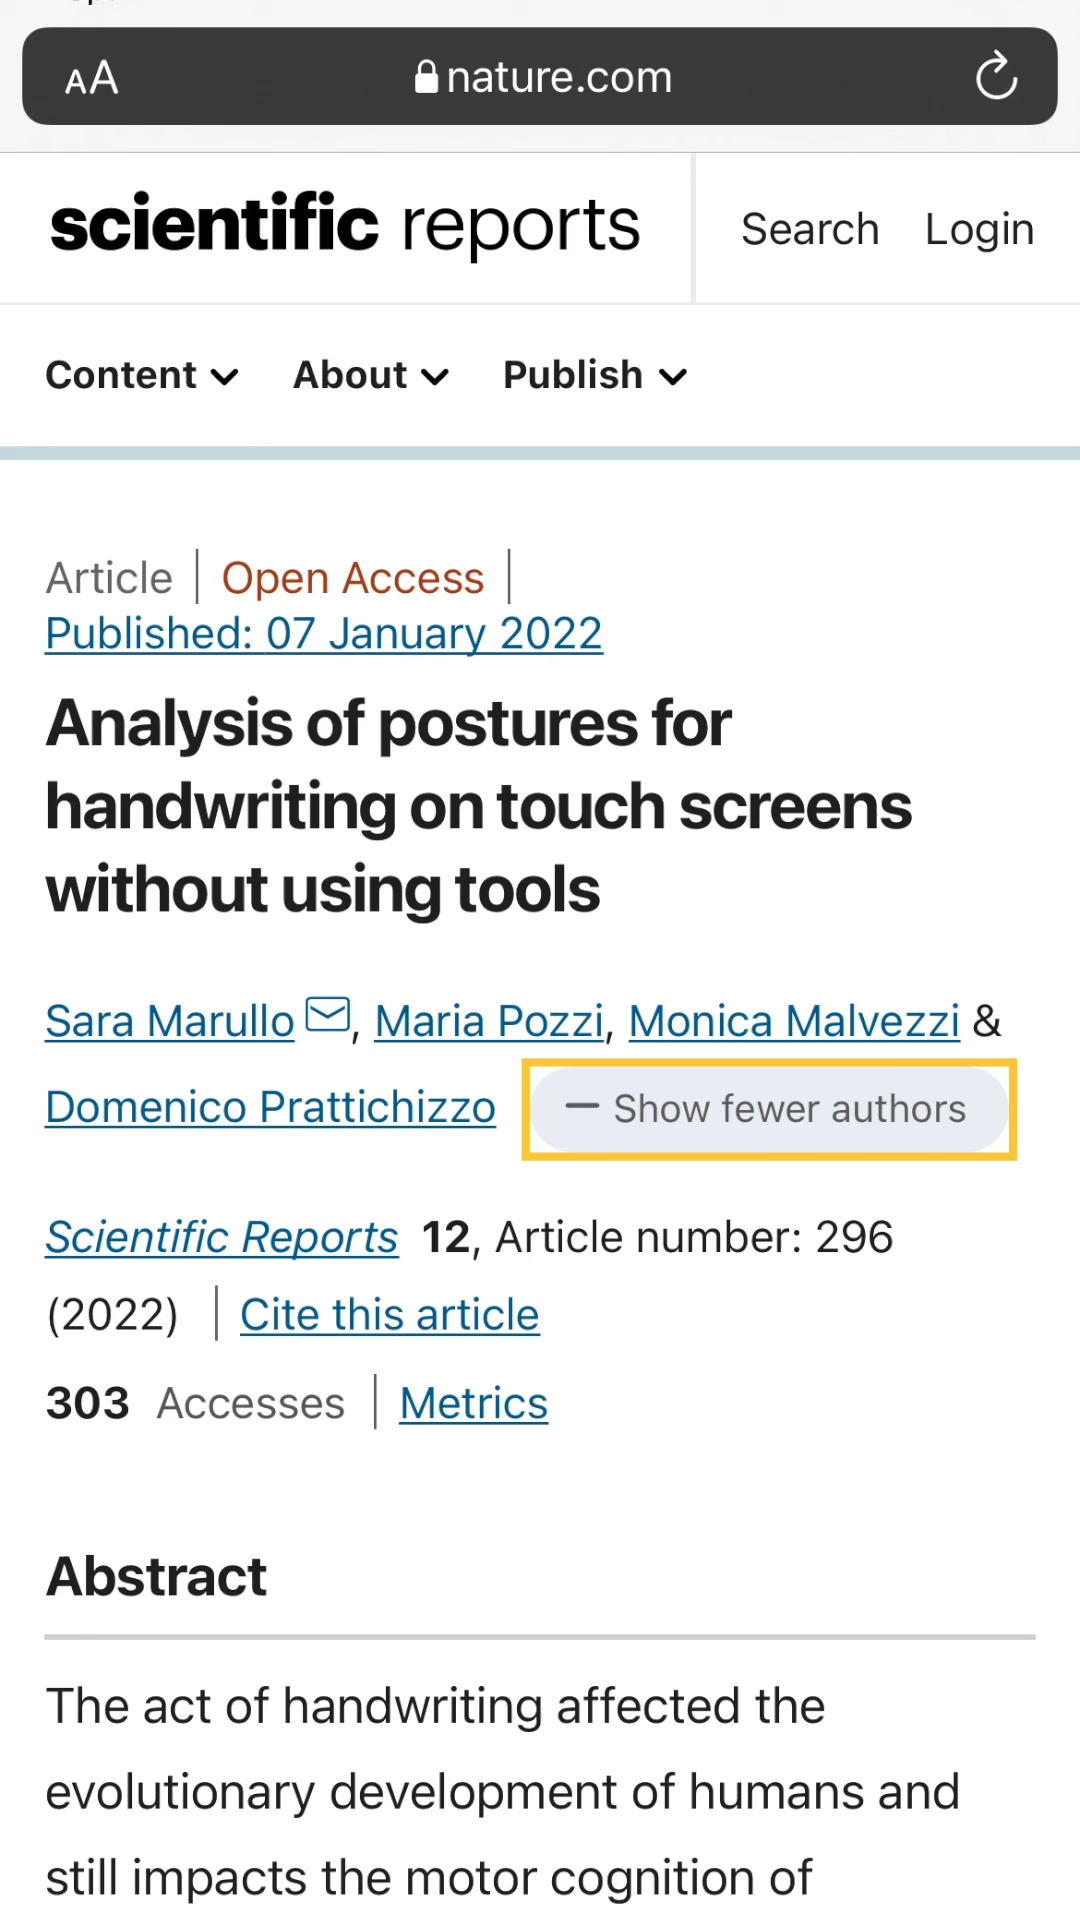 AA nature.com
scientific reports
Search Login
Content About Publish
Article | Open Access |
Published: 07 January 2022
Analysis of postures for
handwriting on touch screens
without using tools
Sara Marullo, Maria Pozzi, Monica Malvezzi &
Domenico Prattichizzo — Show fewer authors
Scientific Reports 12, Article number: 296
(2022) | Cite this article
303 Accesses | Metrics
Abstract
The act of handwriting affected the
evolutionary development of humans and
still impacts the motor cognition of